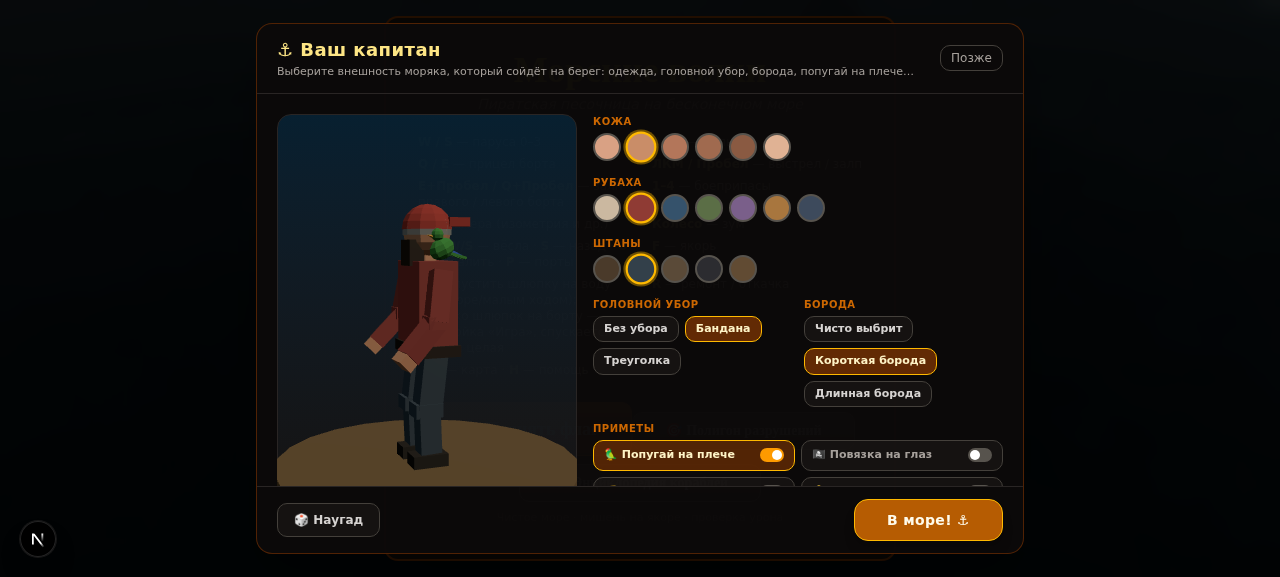 ⚓ Ваш капитан
Выберите внешность моряка, который сойдёт на берег: одежда, головной убор, борода, попугай на плече…
Позже
КОЖА
РУБАХА
ШТАНЫ
ГОЛОВНОЙ УБОР
Без убора
Бандана
Треуголка
БОРОДА
Чисто выбрит
Короткая борода
Длинная борода
ПРИМЕТЫ
🦜 Попугай на плече
🏴‍☠️ Повязка на глаз
🎲 Наугад
В море! ⚓
N